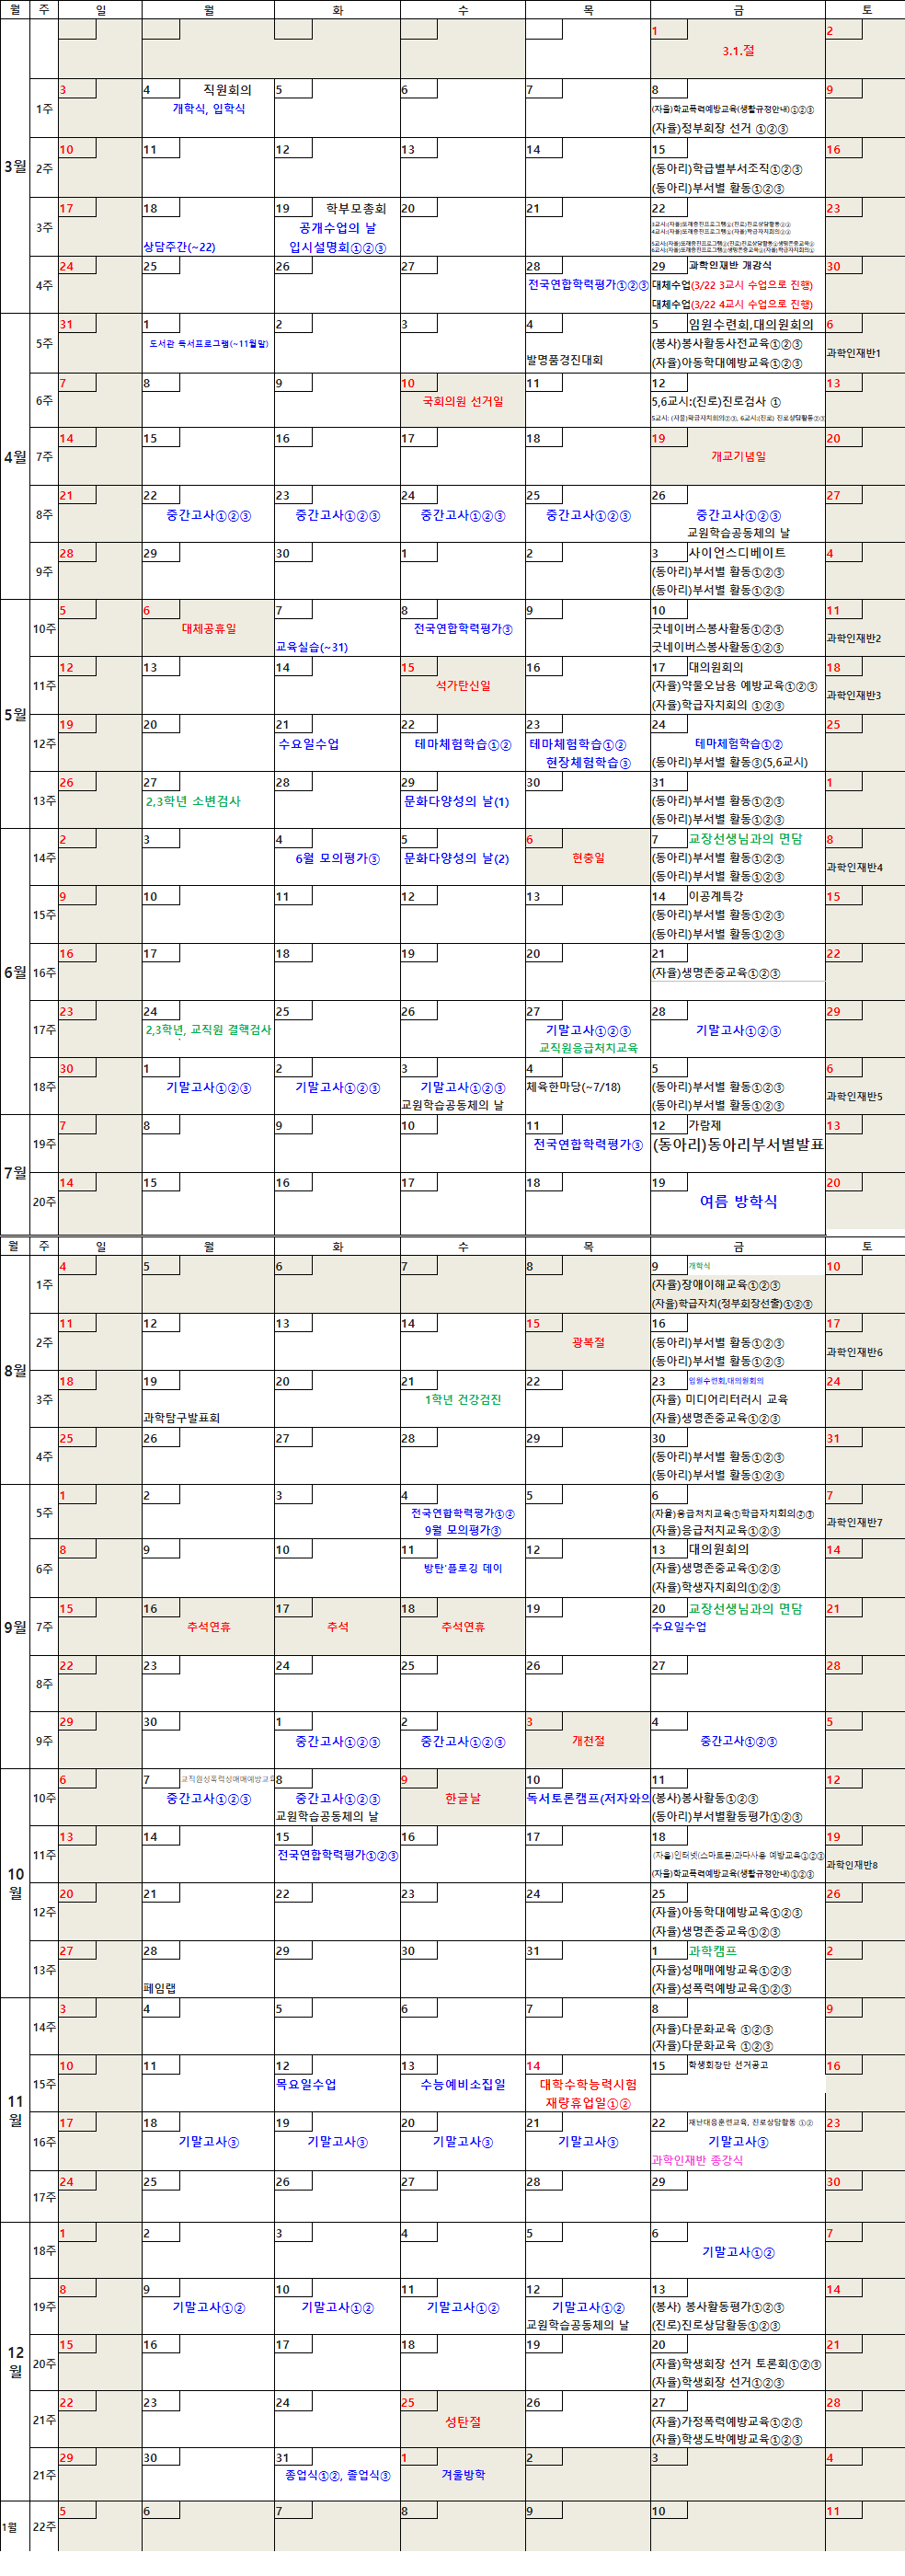 월 주 일 월 화 수 목 금 토
1 2
3.1.절
3월
1주
3 4 직원회의 5 6 7 8 9
개학식, 입학식
(자율)학교폭력예방교육(생활규정안내)①②③
(자율)정부회장 선거 ①②③
2주
10 11 12 13 14 15 16
(동아리)학급별부서조직①②③
(동아리)부서별 활동①②③
3주
17 18 19 학부모총회 20 21 22 23
공개수업의 날
상담주간(~22) 입시설명회①②③
4주
24 25 26 27 28 29 과학인재반 개강식 30
전국연합학력평가①②③ 대체수업(3/22 3교시 수업으로 진행)
대체수업(3/22 4교시 수업으로 진행)
4월
5주
31 1 2 3 4 5 임원수련회,대의원회의 6
도서관 독서프로그램(~11월말) (봉사)봉사활동사전교육①②③
발명품경진대회 (자율)아동학대예방교육①②③ 과학인재반1
6주
7 8 9 10 11 12 13
국회의원 선거일 5,6교시:(진로)진로검사 ①
5교시: (자율)학급자치회의②③, 6교시:(진로) 진로상담활동②③
7주
14 15 16 17 18 19 20
개교기념일
8주
21 22 23 24 25 26 27
중간고사①②③ 중간고사①②③ 중간고사①②③ 중간고사①②③ 중간고사①②③
교원학습공동체의 날
9주
28 29 30 1 2 3 사이언스디베이트 4
(동아리)부서별 활동①②③
(동아리)부서별 활동①②③
5월
10주
5 6 7 8 9 10 11
대체공휴일 전국연합학력평가③ 굿네이버스봉사활동①②③
교육실습(~31) 굿네이버스봉사활동①②③ 과학인재반2
11주
12 13 14 15 16 17 대의원회의 18
석가탄신일 (자율)약물오남용 예방교육①②③ 과학인재반3
(자율)학급자치회의 ①②③
12주
19 20 21 22 23 24 25
수요일수업 테마체험학습①② 테마체험학습①② 테마체험학습①②
현장체험학습③ (동아리)부서별 활동③(5,6교시)
13주
26 27 28 29 30 31 1
2,3학년 소변검사 문화다양성의 날(1) (동아리)부서별 활동①②③
(동아리)부서별 활동①②③
6월
14주
2 3 4 5 6 7 교장선생님과의 면담 8
6월 모의평가③ 문화다양성의 날(2) 현충일 (동아리)부서별 활동①②③ 과학인재반4
(동아리)부서별 활동①②③
15주
9 10 11 12 13 14 이공계특강 15
(동아리)부서별 활동①②③
(동아리)부서별 활동①②③
16주
16 17 18 19 20 21 22
(자율)생명존중교육①②③
17주
23 24 25 26 27 28 29
2,3학년, 교직원 결핵검사 기말고사①②③ 기말고사①②③
교직원응급처치교육
18주
30 1 2 3 4 5 6
기말고사①②③ 기말고사①②③ 기말고사①②③ 체육한마당(~7/18) (동아리)부서별 활동①②③ 과학인재반5
교원학습공동체의 날 (동아리)부서별 활동①②③
7월
19주
7 8 9 10 11 12 가람제 13
전국연합학력평가③ (동아리)동아리부서별발표
20주
14 15 16 17 18 19 20
여름 방학식
월 주 일 월 화 수 목 금 토
8월
1주
4 5 6 7 8 9 개학식 10
(자율)장애이해교육①②③
(자율)학급자치(정부회장선출)①②③
2주
11 12 13 14 15 16 17
광복절 (동아리)부서별 활동①②③ 과학인재반6
(동아리)부서별 활동①②③
3주
18 19 20 21 22 23 임원수련회,대의원회의 24
1학년 건강검진 (자율) 미디어리터러시 교육
과학탐구발표회 (자율)생명존중교육①②③
4주
25 26 27 28 29 30 31
(동아리)부서별 활동①②③
(동아리)부서별 활동①②③
9월
5주
1 2 3 4 5 6 7
전국연합학력평가①② (자율)응급처치교육①학급자치회의②③ 과학인재반7
9월 모의평가③ (자율)응급처치교육①②③
6주
8 9 10 11 12 13 대의원회의 14
방탄'플로깅 데이 (자율)생명존중교육①②③
(자율)학생자치회의①②③
7주
15 16 17 18 19 20 교장선생님과의 면담 21
추석연휴 추석 추석연휴 수요일수업
8주
22 23 24 25 26 27 28
9주
29 30 1 2 3 4 5
중간고사①②③ 중간고사①②③ 개천절 중간고사①②③
10월
10주
6 7 교직원성폭력성매매예방교육 8 9 10 11 12
중간고사①②③ 중간고사①②③ 한글날 독서토론캠프(저자와의 (봉사)봉사활동①②③
교원학습공동체의 날 (동아리)부서별활동평가①②③
11주
13 14 15 16 17 18 19
전국연합학력평가①②③ (자율)인터넷(스마트폰)과다사용 예방교육①②③ 과학인재반8
(자율)학교폭력예방교육(생활규정안내)①②③
12주
20 21 22 23 24 25 26
(자율)아동학대예방교육①②③
(자율)생명존중교육①②③
13주
27 28 29 30 31 1 과학캠프 2
(자율)성매매예방교육①②③
페임랩 (자율)성폭력예방교육①②③
11월
14주
3 4 5 6 7 8 9
(자율)다문화교육 ①②③
(자율)다문화교육 ①②③
15주
10 11 12 13 14 15 학생회장단 선거공고 16
목요일수업 수능예비소집일 대학수학능력시험
재량휴업일①②
16주
17 18 19 20 21 22 재난대응훈련교육, 진로상담활동 ①② 23
기말고사③ 기말고사③ 기말고사③ 기말고사③ 기말고사③
과학인재반 종강식
17주
24 25 26 27 28 29 30
12월
18주
1 2 3 4 5 6 7
기말고사①②
19주
8 9 10 11 12 13 14
기말고사①② 기말고사①② 기말고사①② 기말고사①② (봉사) 봉사활동평가①②③
교원학습공동체의 날 (진로)진로상담활동①②③
20주
15 16 17 18 19 20 21
(자율)학생회장 선거 토론회①②③
(자율)학생회장 선거①②③
21주
22 23 24 25 26 27 28
성탄절 (자율)가정폭력예방교육①②③
(자율)학생도박예방교육①②③
21주
29 30 31 1 2 3 4
종업식①②, 졸업식③ 겨울방학
1월
22주
5 6 7 8 9 10 11